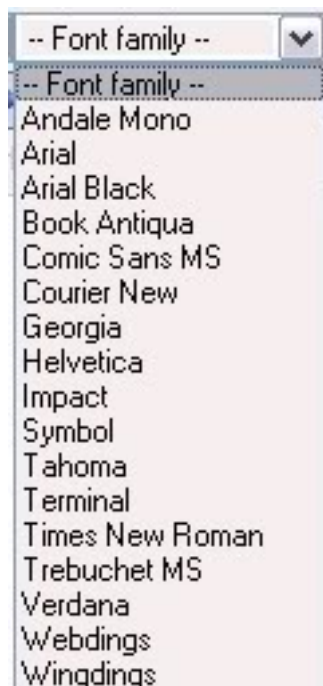 -- Font family --
-- Font family --
Andale Mono
Arial
Arial Black
Book Antiqua
Comic Sans MS
Courier New
Georgia
Helvetica
Impact
Symbol
Tahoma
Terminal
Times New Roman
Trebuchet MS
Verdana
Webdings
Wingdings